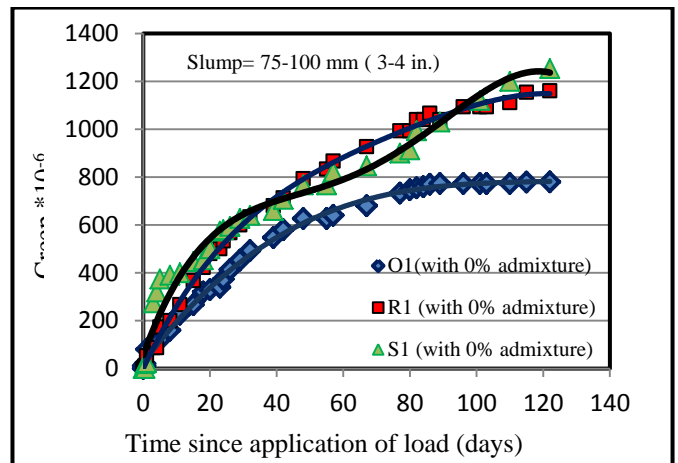 Slump= 75-100 mm ( 3-4 in.)
1400
1200
1000
800
600
400
200
0
*10-6
O1(with 0% admixture)
R1 (with 0% admixture)
S1 (with 0% admixture)
0 20 40 60 80 100 120 140
Time since application of load (days)